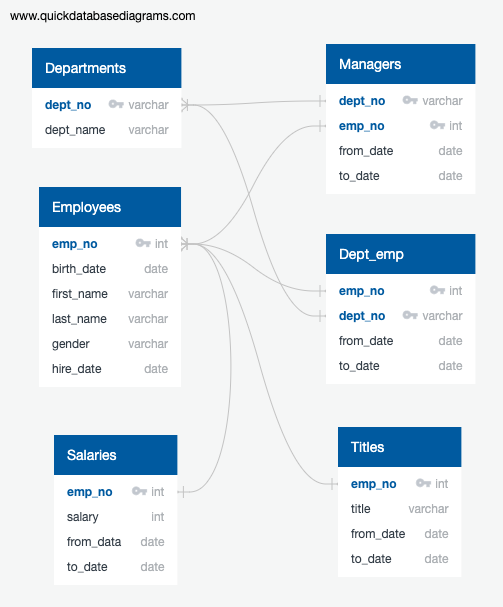 www.quickdatabasediagrams.com
Departments
dept_no varchar
dept_name varchar
Employees
emp_no int
birth_date date
first_name varchar
last_name varchar
gender varchar
hire_date date
Salaries
emp_no int
salary int
from_data date
to_date date
Managers
dept_no varchar
emp_no int
from_date date
to_date date
Dept_emp
emp_no int
dept_no varchar
from_date date
to_date date
Titles
emp_no int
title varchar
from_date date
to_date date